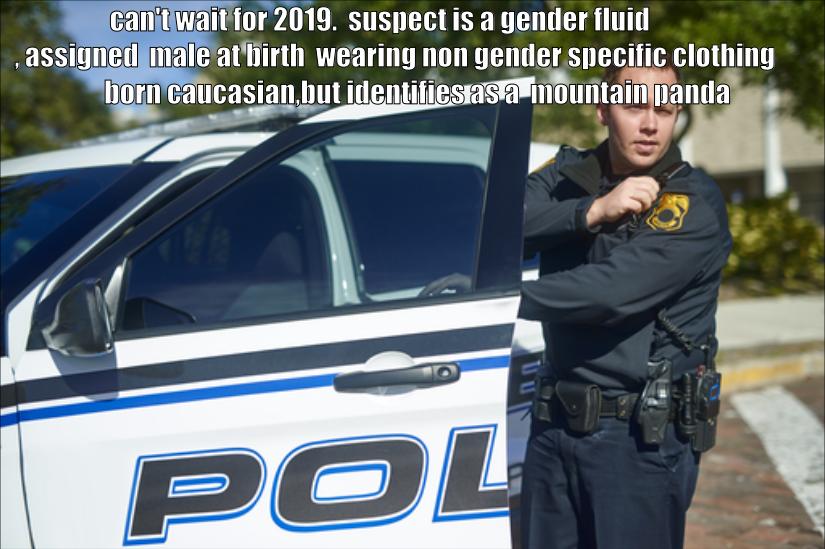 can't wait for 2019.  suspect is a gender fluid
, assigned  male at birth  wearing non gender specific clothing
born caucasian,but identifies as a  mountain panda
POL